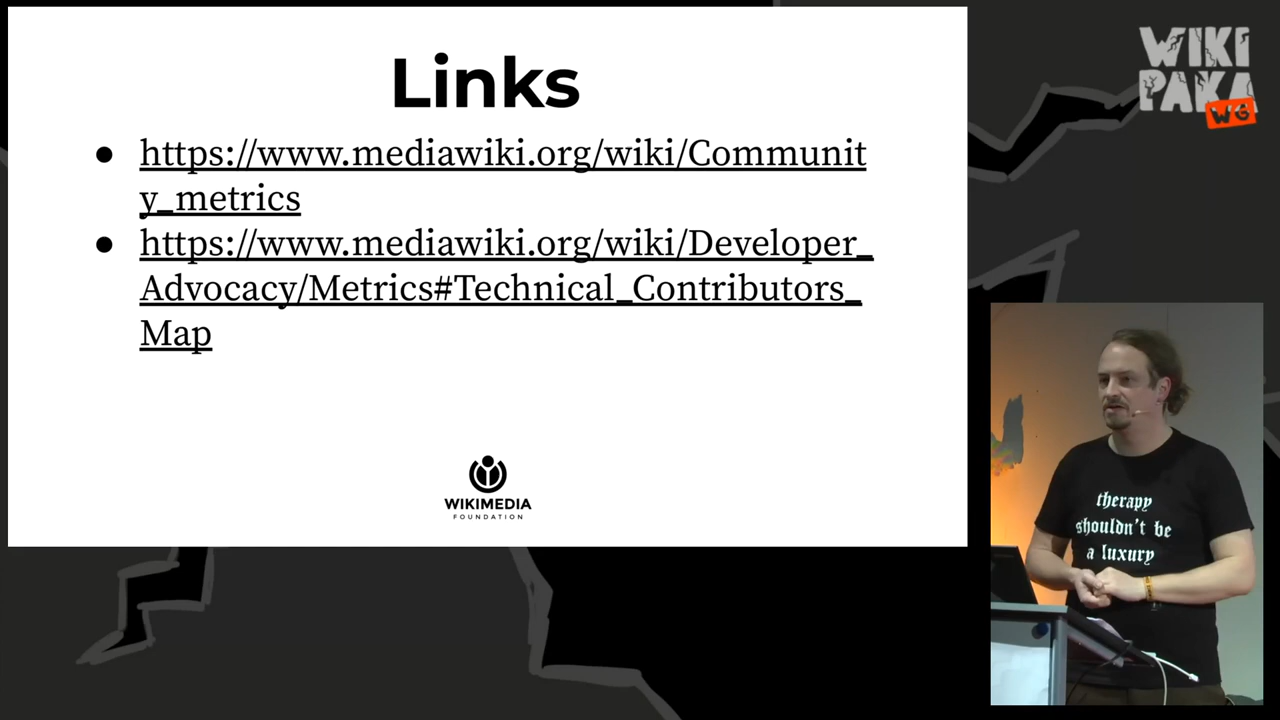 Links
https://www.mediawiki.org/wiki/Communit
y_metrics
https://www.mediawiki.org/wiki/Developer_
Advocacy/Metrics#Technical_Contributors_
Map
WIKIMEDIA
FOUNDATION
WIKI
PAKA
WG
therapy
shouldn't be
a luxury